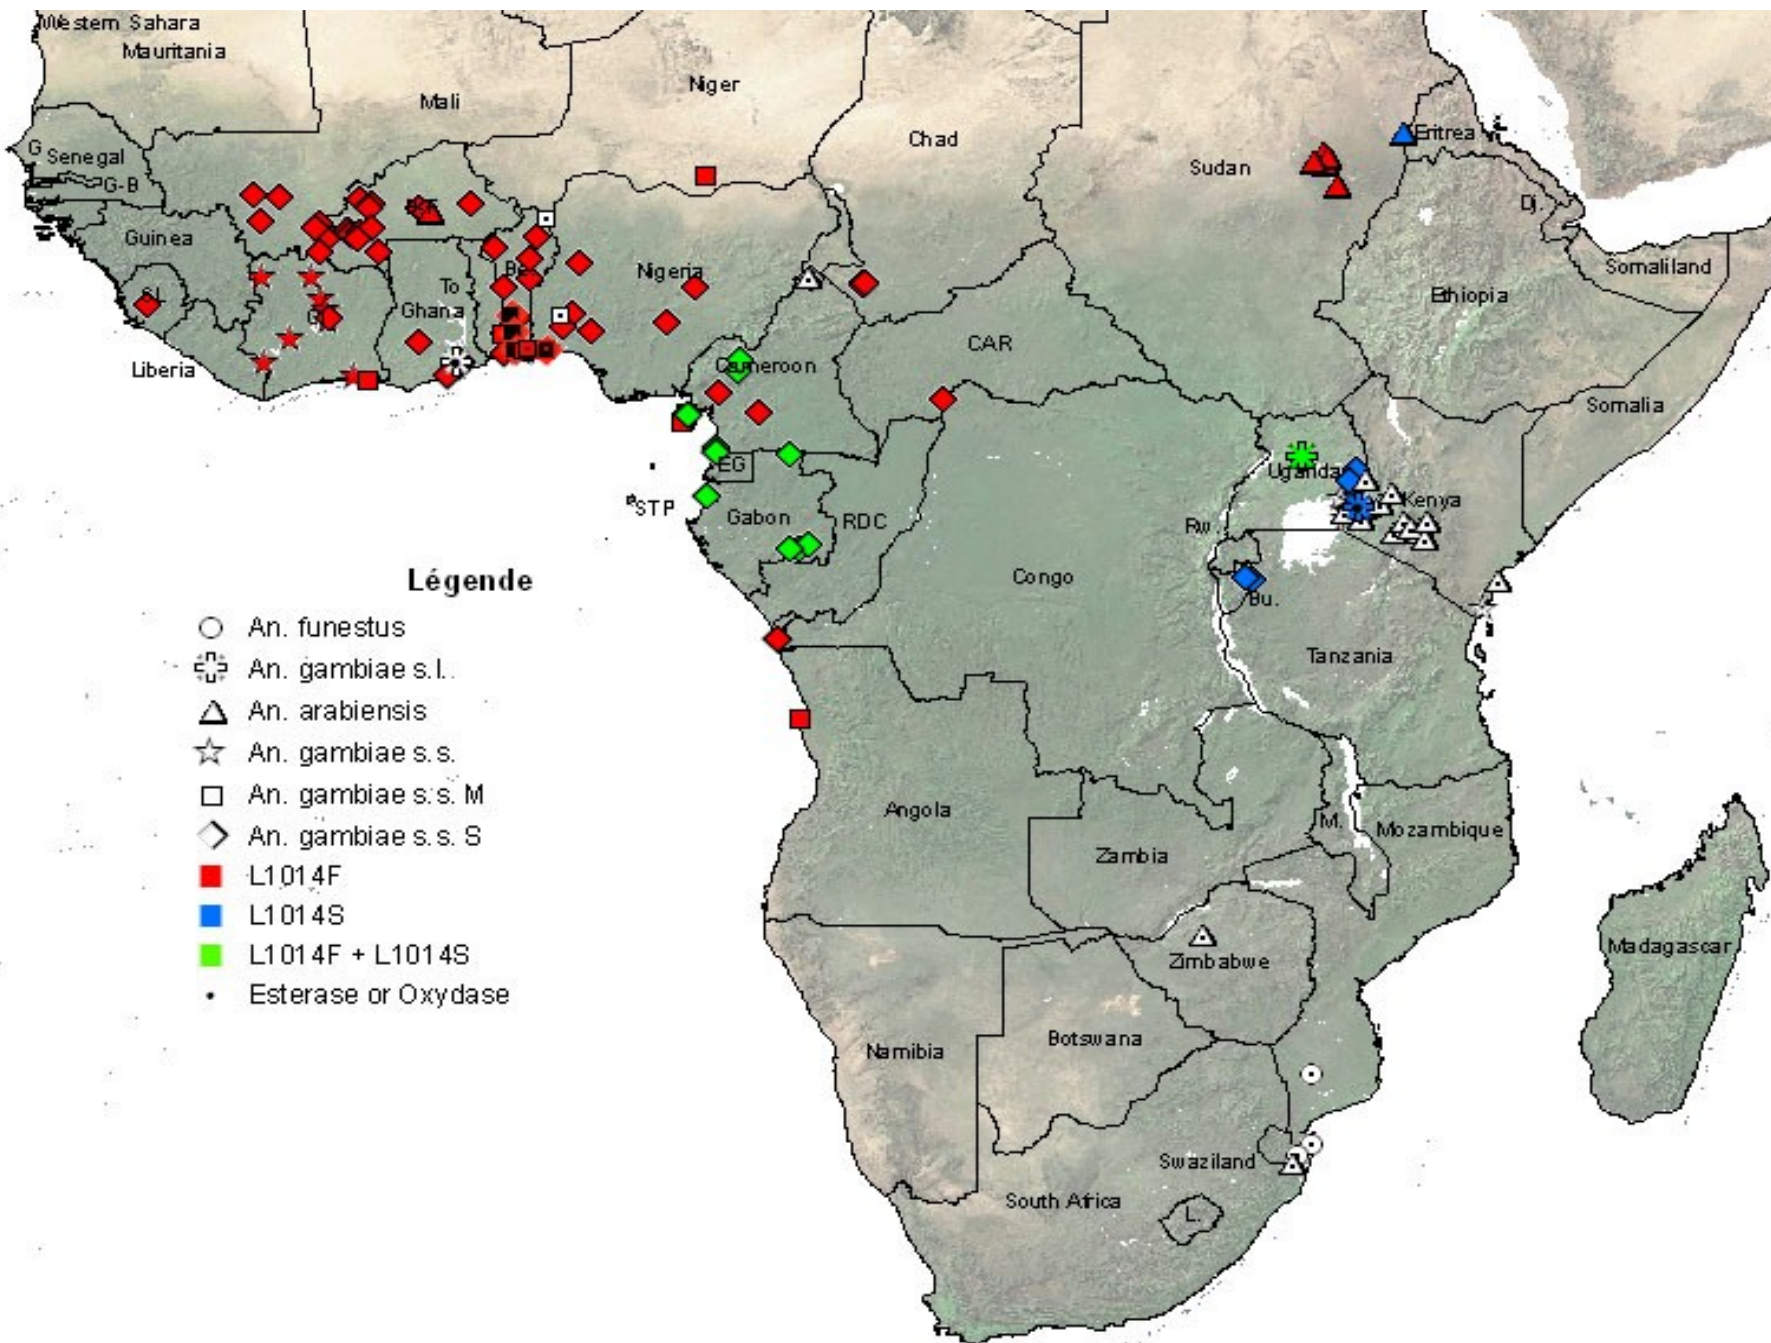 Western Sahara
Mauritania
Mali
Niger
Chad
Sudan
Eritrea
G
Senegal
G-B
Guinea
SL
Liberia
To
Ghana
Be
Nigeria
Dj.
Somaliland
Ethiopia
Somalia
CAR
Cameroon
EG
STP
Gabon
RDC
Congo
Uganda
Kenya
Rw.
Bu.
Tanzania
Angola
Zambia
M.
Mozambique
Zimbabwe
Madagascar
Namibia
Botswana
Swaziland
South Africa
L.
Légende
An. funestus
An. gambiae s.l.
An. arabiensis
An. gambiae s.s.
An. gambiae s.s. M
An. gambiae s.s. S
L1014F
L1014S
L1014F + L1014S
Esterase or Oxydase